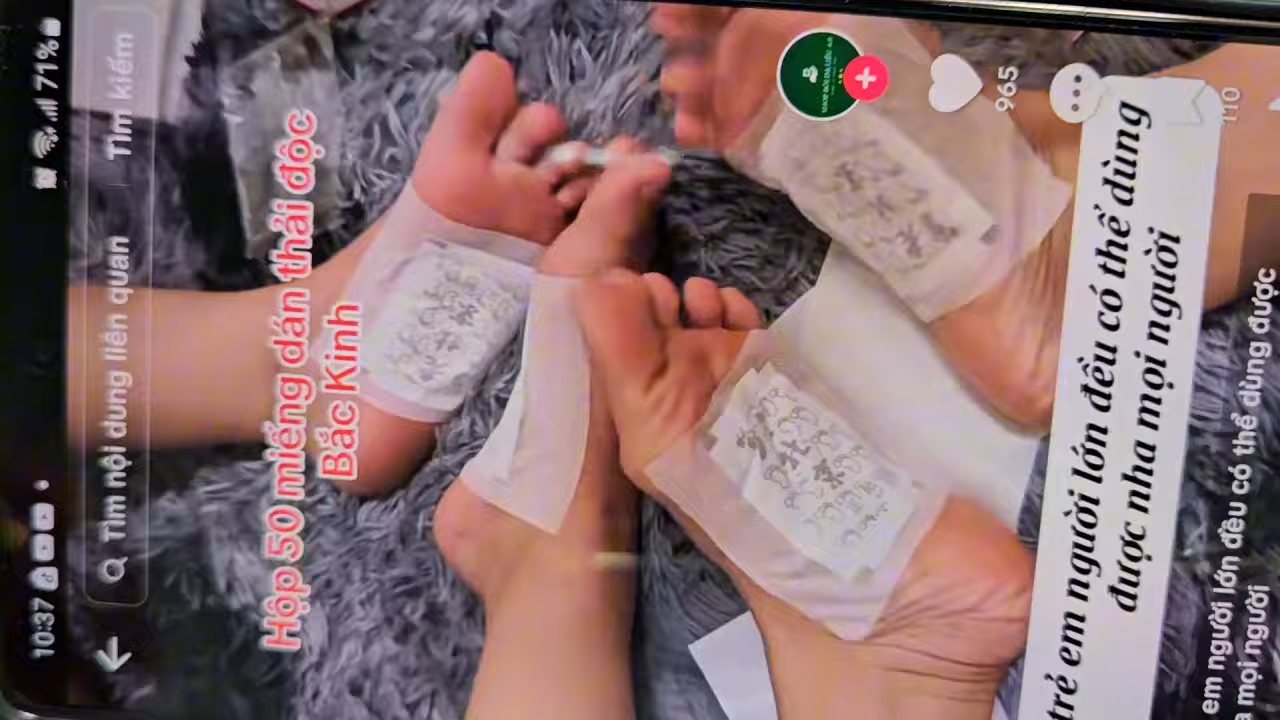 10:37
71%
Tìm nội dung liên quan
Tìm kiếm
Hộp 50 miếng dán thải độc
Bắc Kinh
965
110
trẻ em người lớn đều có thể dùng
được nha mọi người
em người lớn đều có thể dùng được
mọi người